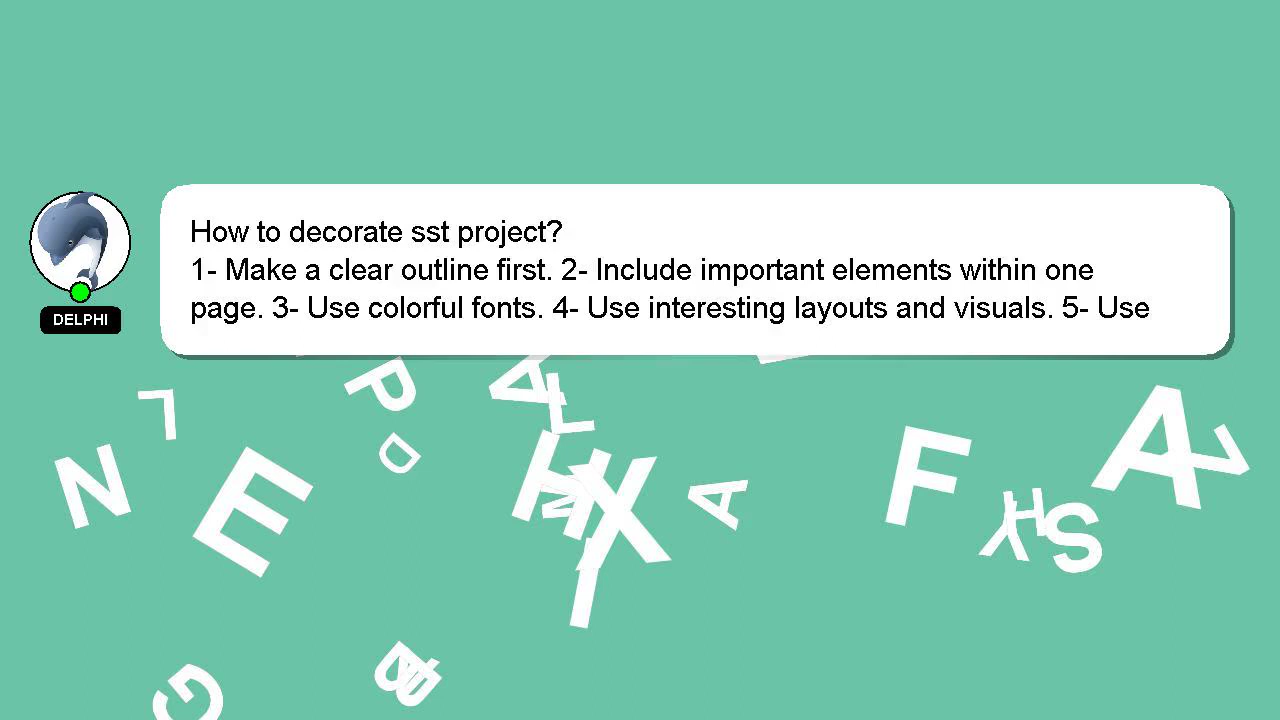 How to decorate sst project?
1- Make a clear outline first. 2- Include important elements within one
page. 3- Use colorful fonts. 4- Use interesting layouts and visuals. 5- Use
DELPHI
L
P
A
L
N
E
D
H
N
X
A
F
A
Z
X
H
S
I
G
B